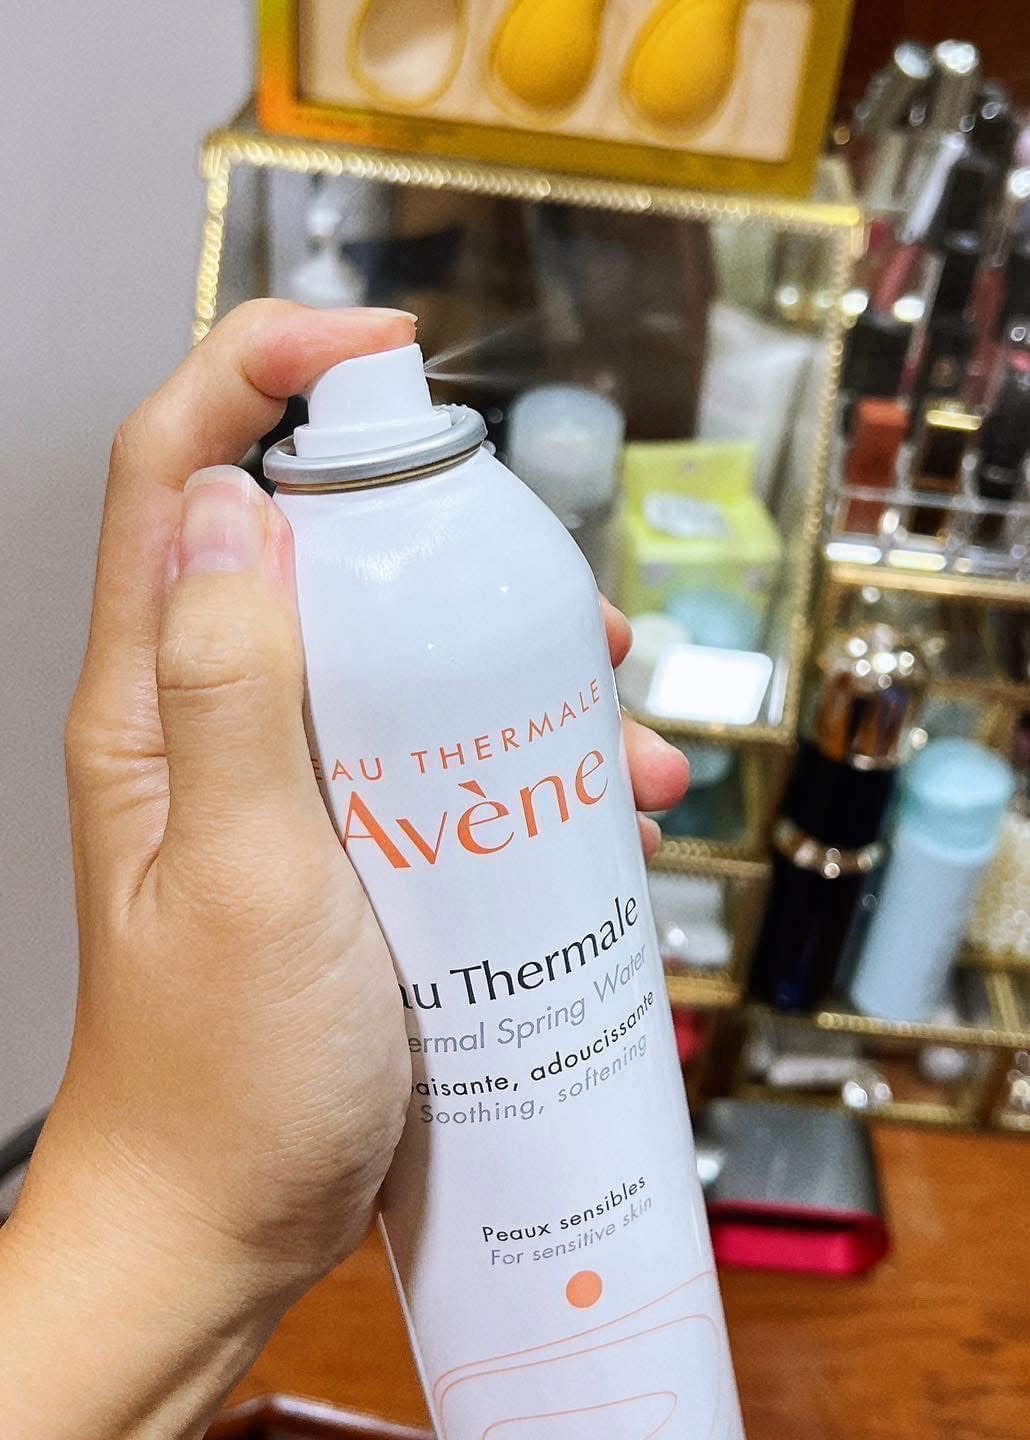 EAU THERMALE
Avène
au Thermale
ermal Spring Water
aisante, adoucissante
Soothing, softening
Peaux sensibles
For sensitive skin